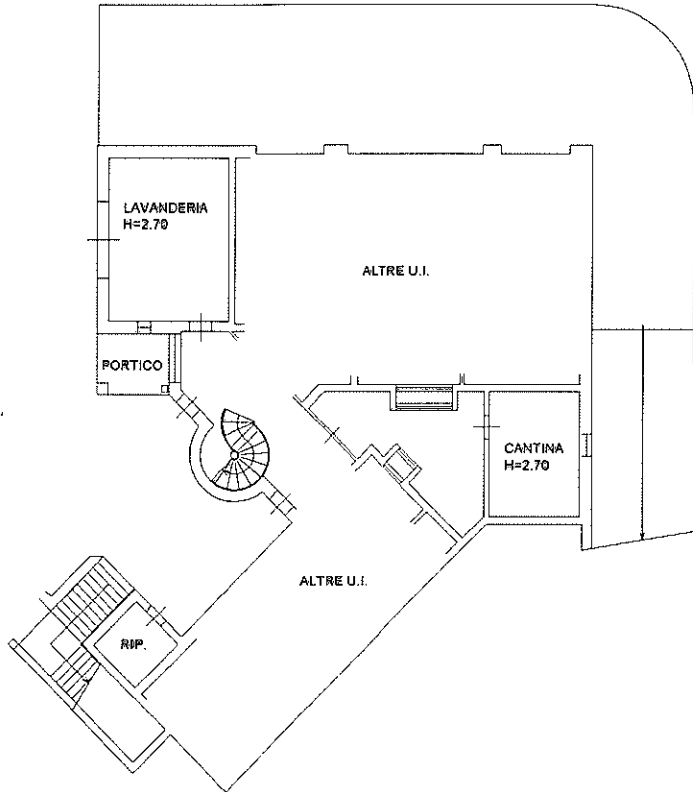 LAVANDERIA
H=2.70
ALTRE U.I.
PORTICO
CANTINA
H=2.70
ALTRE U.I.
RIP.